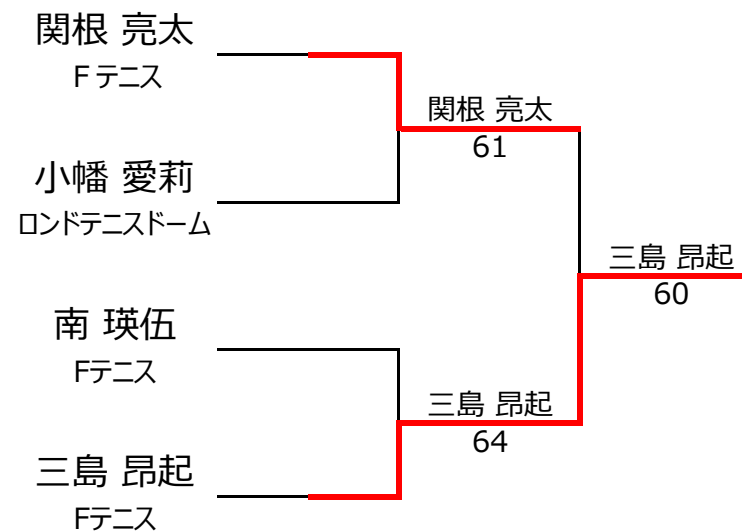 関根 亮太
F テニス
関根 亮太
61
小幡 愛莉
ロンドテニスドーム
三島 昂起
60
南 瑛伍
Fテニス
三島 昂起
64
三島 昂起
Fテニス